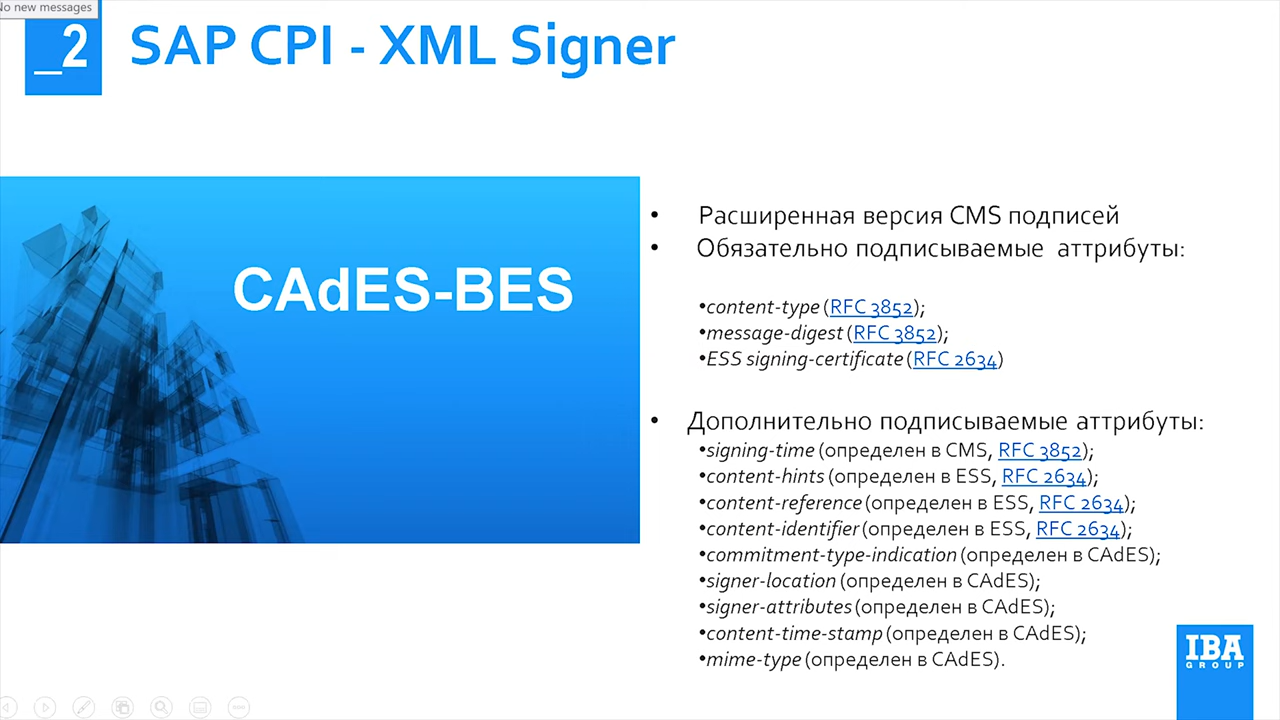 No new messages
_2
SAP CPI - XML Signer
CAdES-BES
• Расширенная версия CMS подписей
• Обязательно подписываемые аттрибуты:
•content-type (RFC 3852);
•message-digest (RFC 3852);
•ESS signing-certificate (RFC 2634)
• Дополнительно подписываемые аттрибуты:
•signing-time (определен в CMS, RFC 3852);
•content-hints (определен в ESS, RFC 2634);
•content-reference (определен в ESS, RFC 2634);
•content-identifier (определен в ESS, RFC 2634);
•commitment-type-indication (определен в CAdES);
•signer-location (определен в CAdES);
•signer-attributes (определен в CAdES);
•content-time-stamp (определен в CAdES);
•mime-type (определен в CAdES).
IBA
GROUP